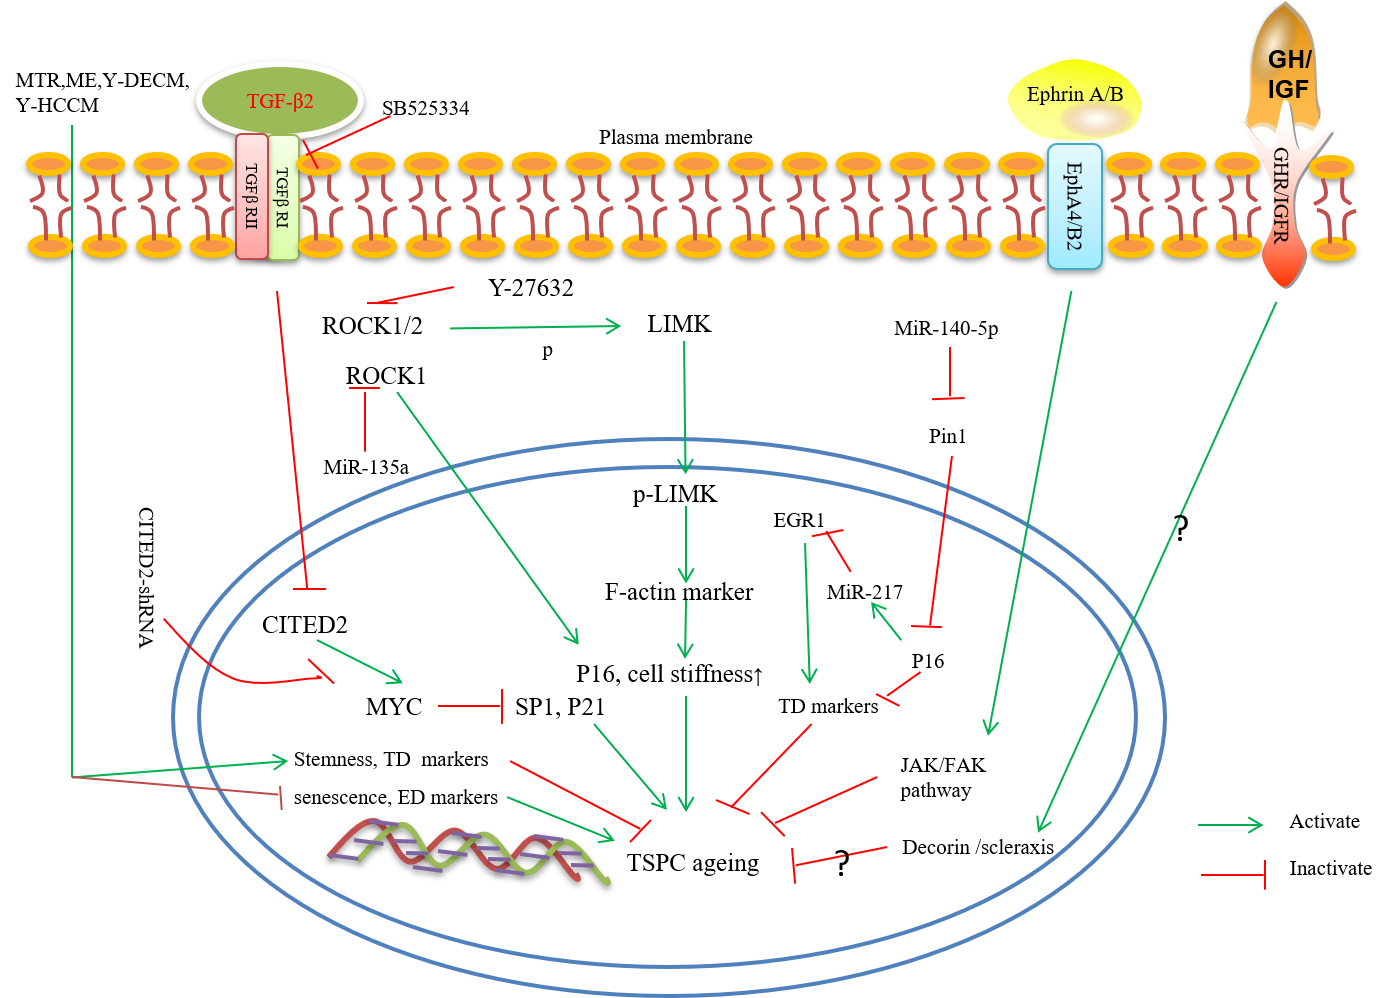 MTR,ME,Y-DECM,
Y-HCCM
TGF-β2
SB525334
Plasma membrane
Ephrin A/B
GH/
IGF
TGFβ RII
TGFβ RI
EphA4/B2
GHR/IGFR
Y-27632
ROCK1/2
p
LIMK
MiR-140-5p
ROCK1
Pin1
MiR-135a
p-LIMK
EGR1
?
CITED2-shRNA
F-actin marker
MiR-217
CITED2
P16
P16, cell stiffness↑
MYC
SP1, P21
TD markers
Stemness, TD  markers
JAK/FAK
pathway
senescence, ED markers
Activate
Decorin /scleraxis
?
TSPC ageing
Inactivate